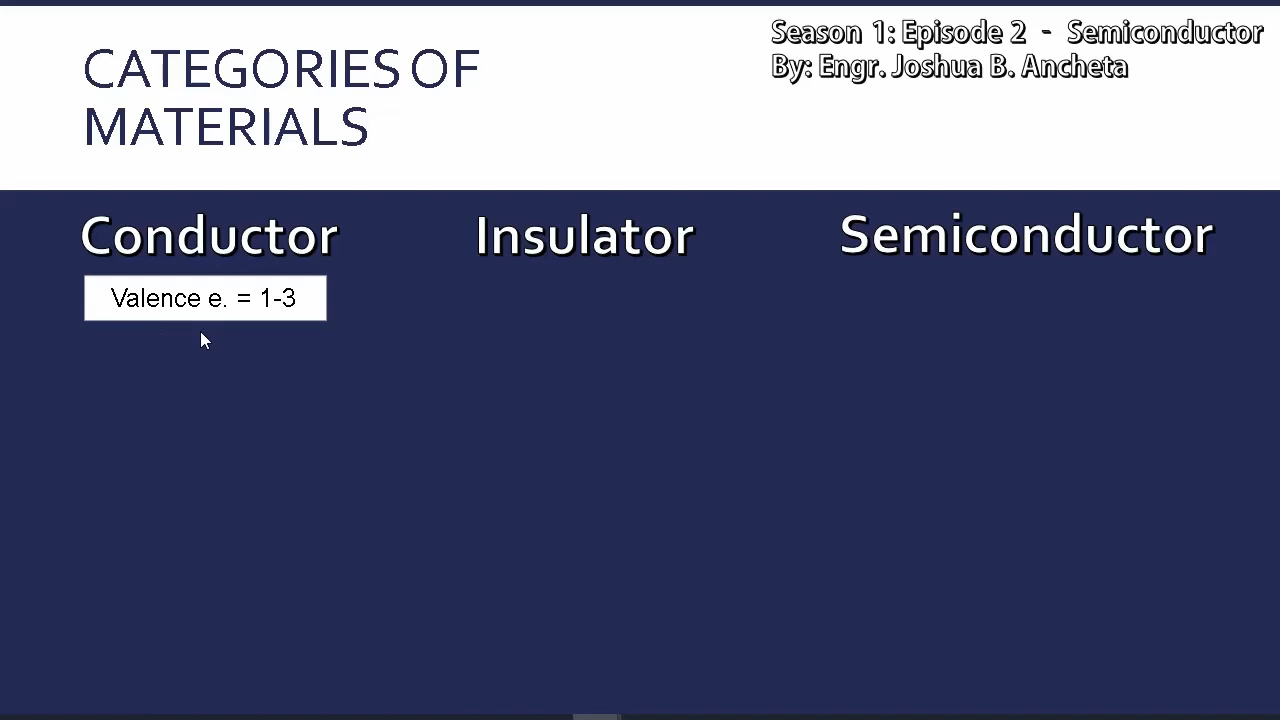 CATEGORIES OF
MATERIALS
Season 1: Episode 2 - Semiconductor
By: Engr. Joshua B. Ancheta
Conductor
Insulator
Semiconductor
Valence e. = 1-3